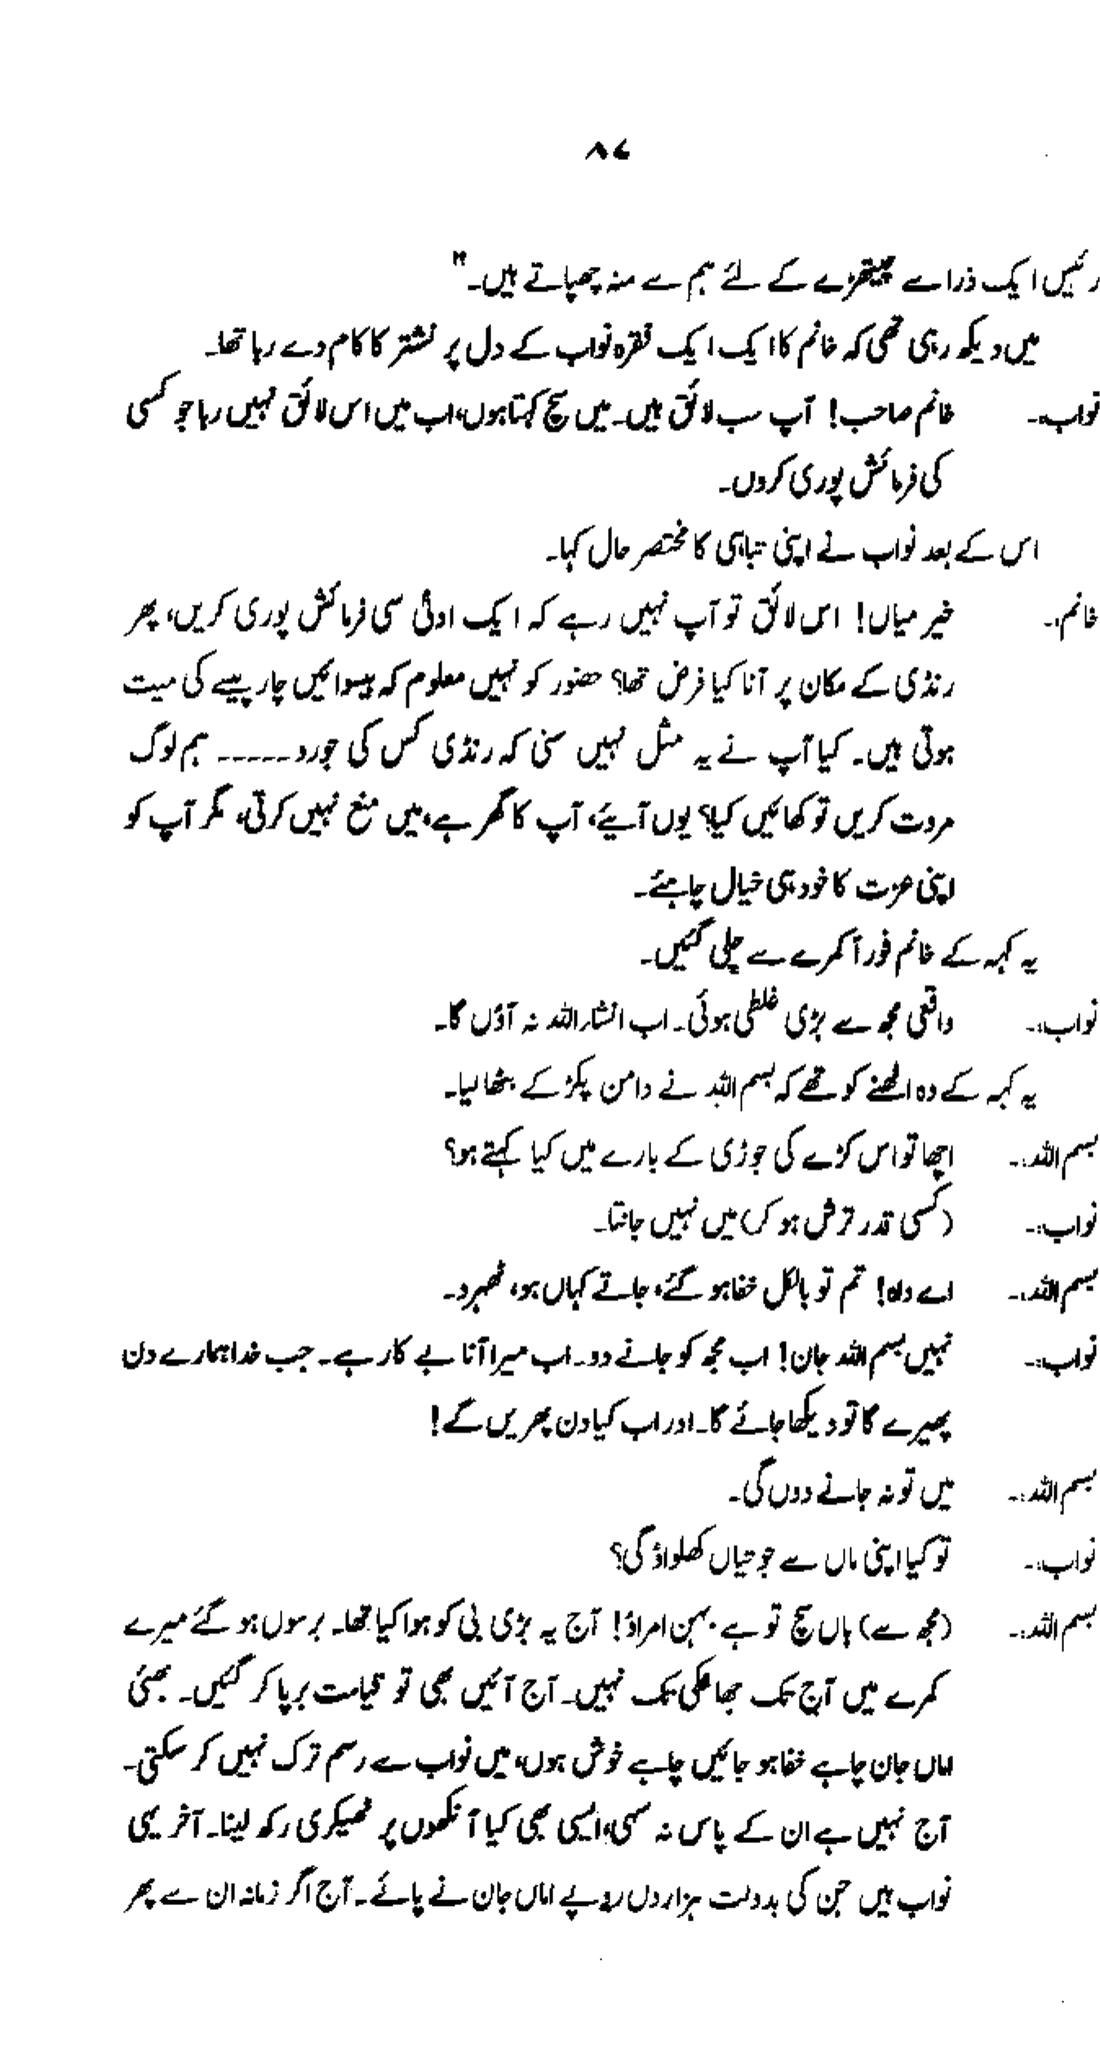 ۸۷
رئیس ایک ذرا سے چیتھڑے کے لئے ہم سے منہ چھپاتے ہیں۔"
میں دیکھ رہی تھی کہ خانم کا ایک ایک فقرہ نواب کے دل پر نشتر کا کام دے رہا تھا۔
نواب۔ خانم صاحب! آپ سب لائق ہیں۔ میں سچ کہتا ہوں، اب میں اس لائق نہیں رہا جو کسی
کی فرمائش پوری کروں۔
اس کے بعد نواب نے اپنی تباہی کا مختصر حال کہا۔
خانم:۔ خیر میاں! اس لائق تو آپ نہیں رہے کہ ایک ادنیٰ سی فرمائش پوری کریں، پھر
رنڈی کے مکان پر آنا کیا فرض تھا؟ حضور کو نہیں معلوم کہ بیسوائیں چار پیسے کی میت
ہوتی ہیں۔ کیا آپ نے یہ مثل نہیں سنی کہ رنڈی کس کی جورو۔۔۔۔۔ ہم لوگ
مروت کریں تو کھائیں کیا؟ یوں آیئے، آپ کا گھر ہے، میں منع نہیں کرتی، مگر آپ کو
اپنی عزت کا خود ہی خیال چاہئے۔
یہ کہہ کے خانم فوراً کمرے سے چلی گئیں۔
نواب:۔ واقعی مجھ سے بڑی غلطی ہوئی۔ اب انشاء اللہ نہ آؤں گا۔
یہ کہہ کے وہ اٹھنے کو تھے کہ بسم اللہ نے دامن پکڑ کے بٹھا لیا۔
بسم اللہ:۔ اچھا تو اس کڑے کی جوڑی کے بارے میں کیا کہتے ہو؟
نواب:۔ (کسی قدر ترش ہو کر) میں نہیں جانتا۔
بسم اللہ:۔ اے واہ! تم تو بالکل خفا ہو گئے، جاتے کہاں ہو، ٹھہرو۔
نواب:۔ نہیں بسم اللہ جان! اب مجھ کو جانے دو۔ اب میرا آنا بے کار ہے۔ جب خدا ہمارے دن
پھیرے گا تو دیکھا جائے گا۔ اور اب کیا دن پھریں گے!
بسم اللہ:۔ میں تو نہ جانے دوں گی۔
نواب:۔ تو کیا اپنی ماں سے جوتیاں کھلواؤ گی؟
بسم اللہ:۔ (مجھ سے) ہاں سچ تو ہے بہن امراؤ! آج یہ بڑی بی کو ہوا کیا تھا۔ برسوں ہو گئے میرے
کمرے میں آج تک جھانکی تک نہیں۔ آج آئیں بھی تو قیامت برپا کر گئیں۔ بھئی
اماں جان چاہے خفا ہو جائیں چاہے خوش ہوں، میں نواب سے رسم ترک نہیں کر سکتی۔
آج نہیں ہے ان کے پاس نہ سہی، ایسی بھی کیا آنکھوں پر ٹھیکری رکھ لینا۔ آخر یہی
نواب ہیں جن کی بدولت ہزاروں روپے اماں جان نے پائے۔ آج اگر زمانہ ان سے پھر